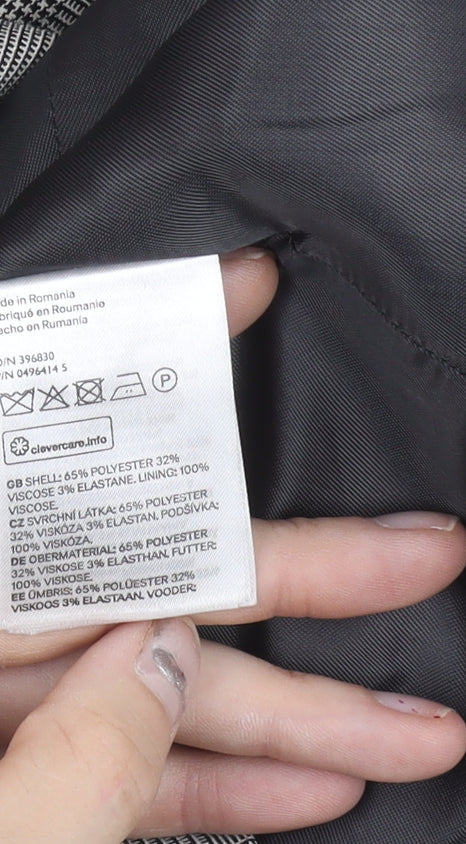 de in Romania
briqué en Roumanie
echo en Rumania
O/N 396830
/N 0496414 5
P
clevercare.info
GB SHELL: 65% POLYESTER 32%
VISCOSE 3% ELASTANE, LINING: 100%
VISCOSE.
CZ SVRCHNÍ LÁTKA: 65% POLYESTER
32% VISKÓZA 3% ELASTAN, PODŠÍVKA:
100% VISKÓZA.
DE OBERMATERIAL: 65% POLYESTER
32% VISKOSE 3% ELASTHAN, FUTTER:
100% VISKOSE.
EE ÜMBRIS: 65% POLÜESTER 32%
VISKOOS 3% ELASTAAN, VOODER: